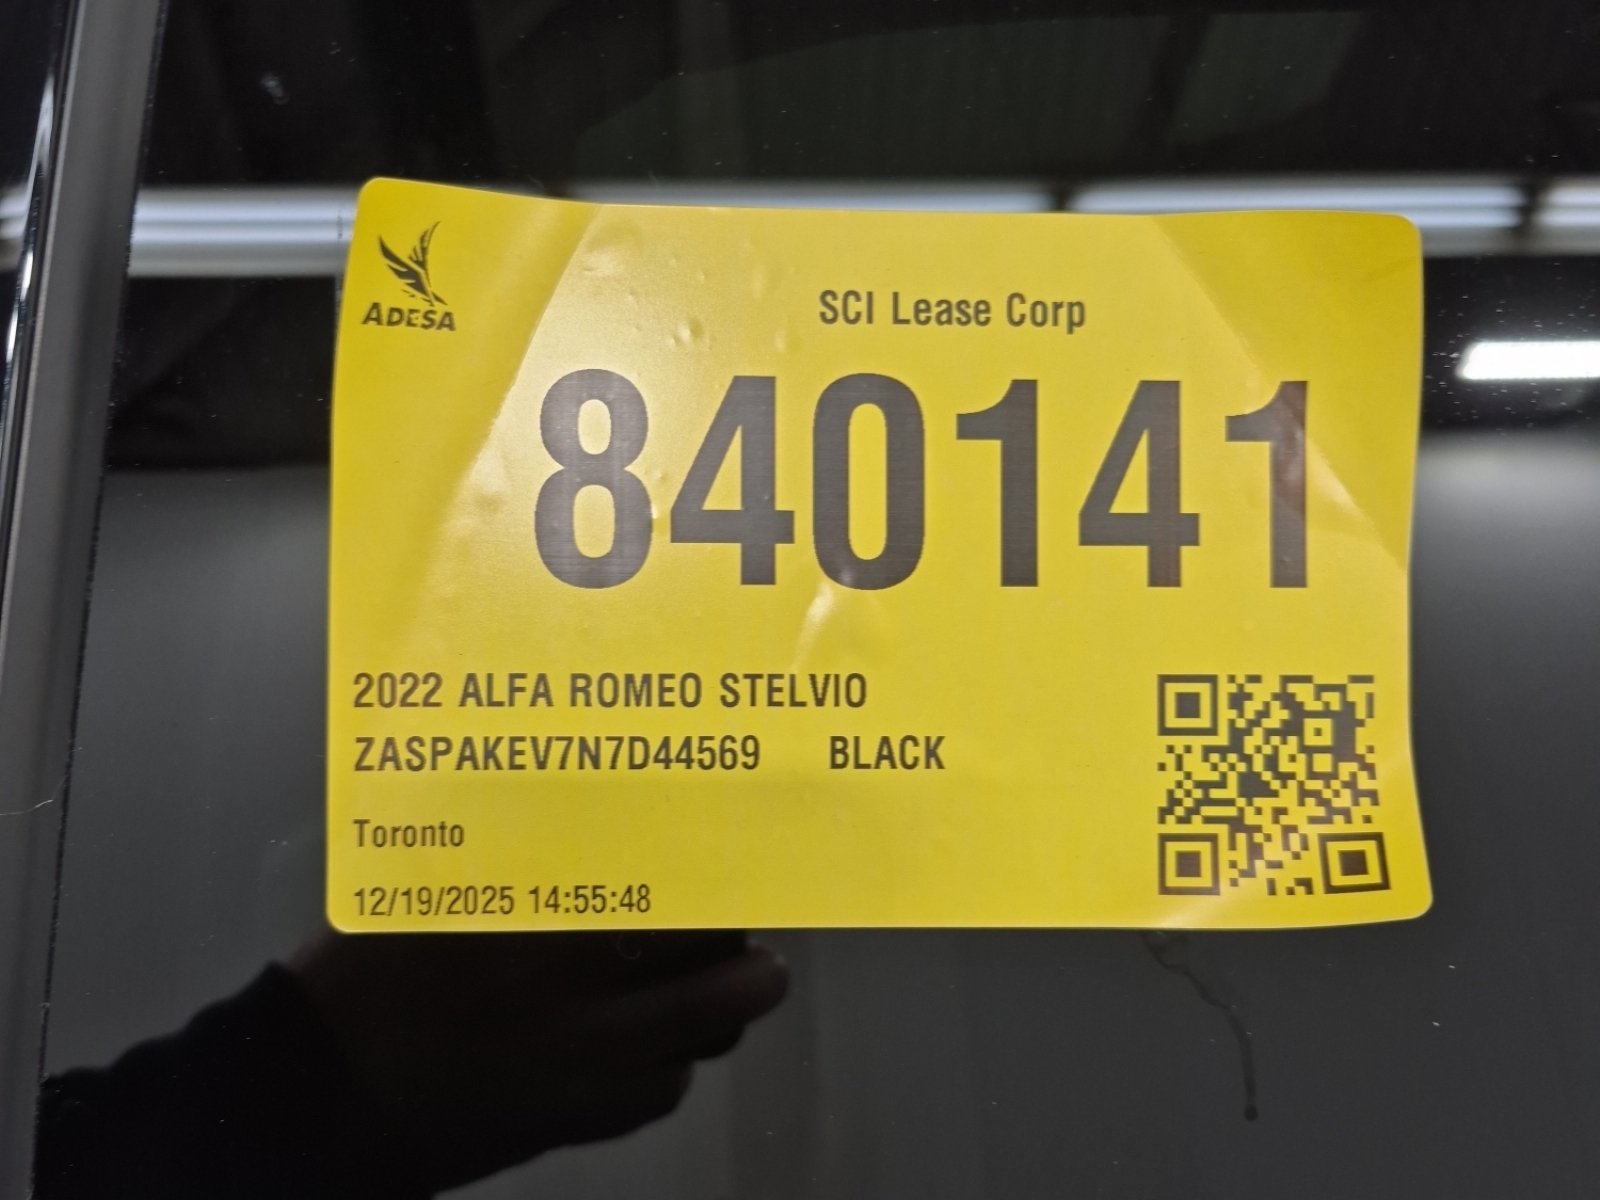 ADESA
SCI Lease Corp
840141
2022 ALFA ROMEO STELVIO
ZASPAKEV7N7D44569 BLACK
Toronto
12/19/2025 14:55:48